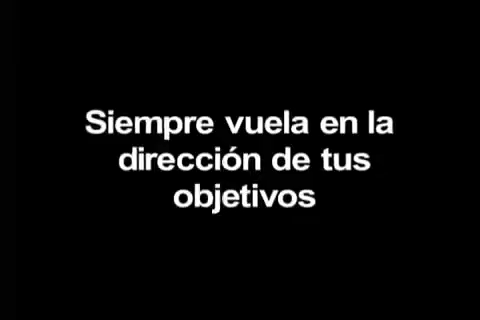 Siempre vuela en la
dirección de tus
objetivos